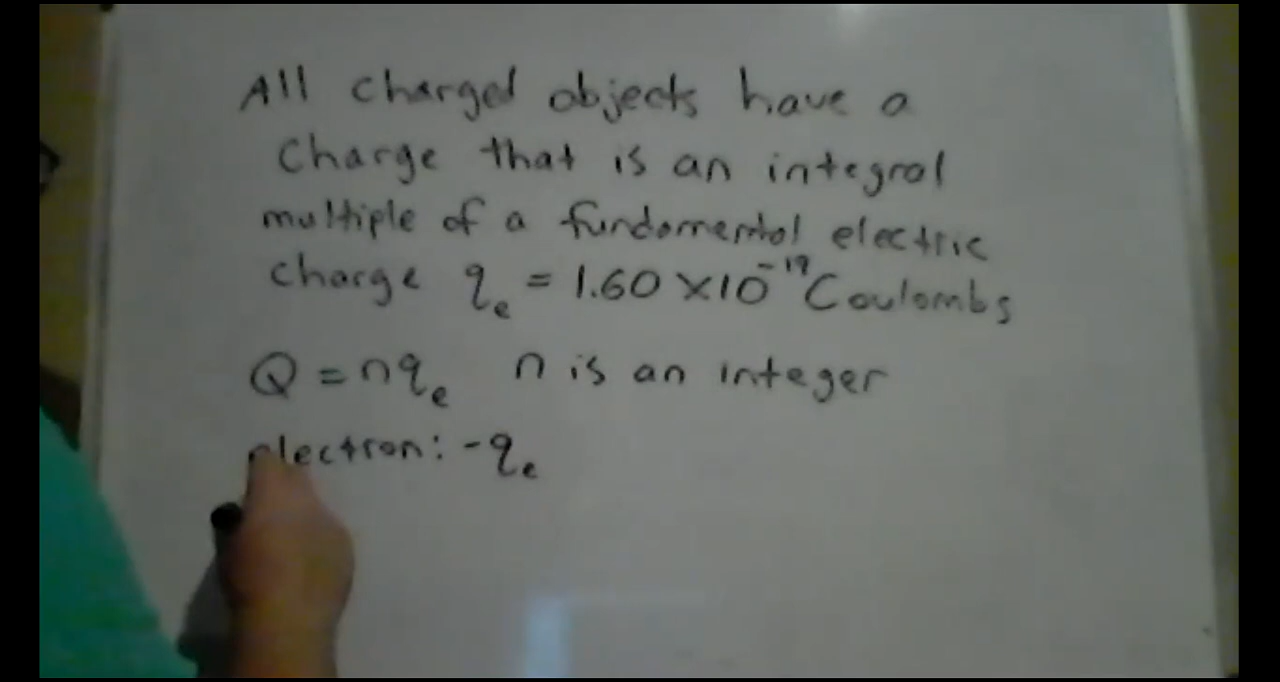 All charged objects have a
charge that is an integral
multiple of a fundamental electric
charge qₑ = 1.60 ×10⁻¹⁹ Coulombs
Q = nqₑ n is an integer
electron: -qₑ